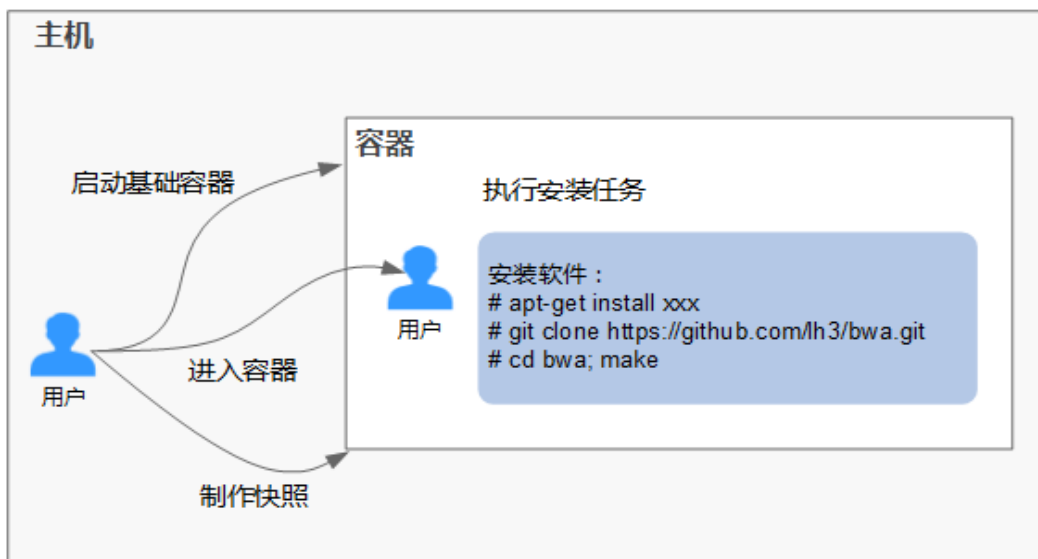 主机
容器
启动基础容器
执行安装任务
安装软件：
# apt-get install xxx
# git clone https://github.com/lh3/bwa.git
# cd bwa; make
用户
进入容器
用户
制作快照